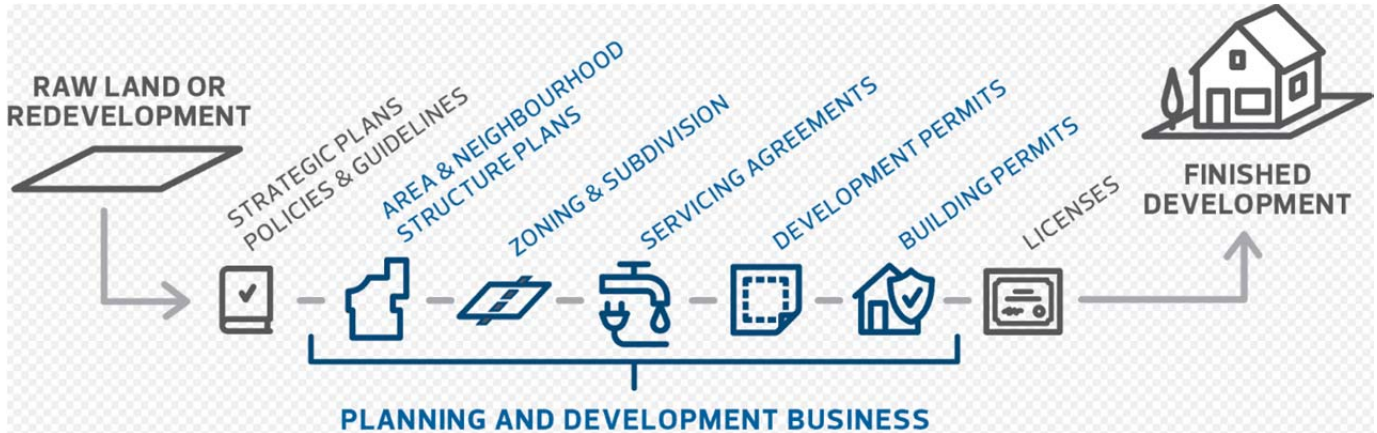 RAW LAND OR
REDEVELOPMENT
STRATEGIC PLANS
POLICIES & GUIDELINES
AREA & NEIGHBOURHOOD
STRUCTURE PLANS
ZONING & SUBDIVISION
SERVICING AGREEMENTS
DEVELOPMENT PERMITS
BUILDING PERMITS
LICENSES
FINISHED
DEVELOPMENT
PLANNING AND DEVELOPMENT BUSINESS